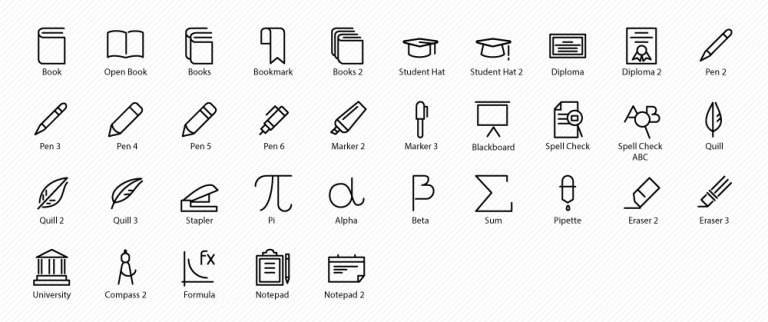 Book
Open Book
Books
Bookmark
Books 2
Student Hat
Student Hat 2
Diploma
Diploma 2
Pen 2
Pen 3
Pen 4
Pen 5
Pen 6
Marker 2
Marker 3
Blackboard
Spell Check
A B
Spell Check
ABC
Quill
Quill 2
Quill 3
Stapler
π
Pi
α
Alpha
β
Beta
Σ
Sum
Pipette
Eraser 2
Eraser 3
University
Compass 2
Fx
Formula
Notepad
Notepad 2